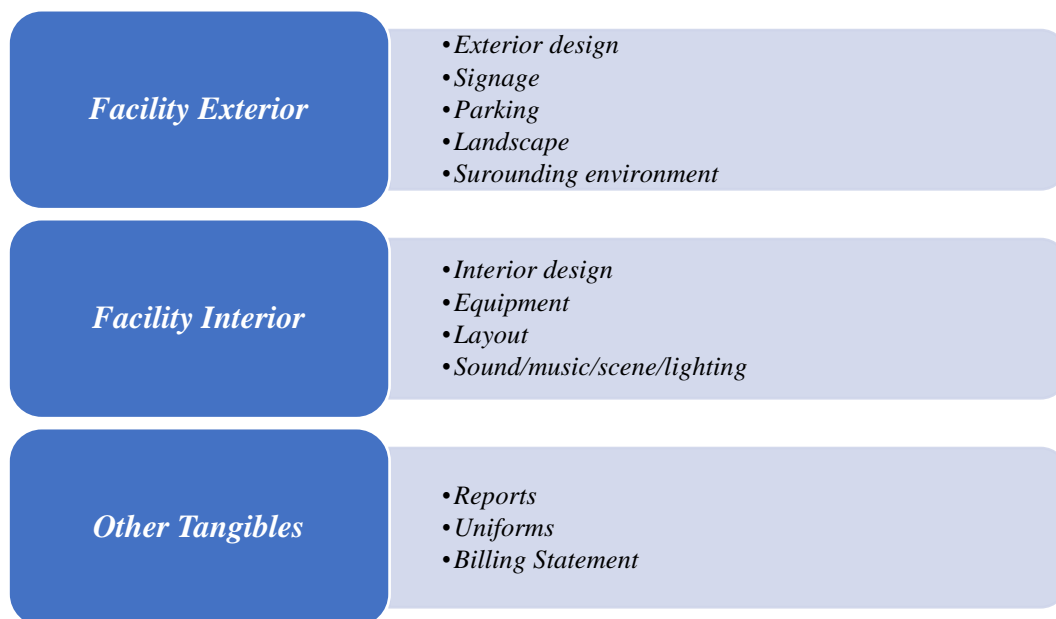 Facility Exterior
•Exterior design
•Signage
•Parking
•Landscape
•Surounding environment
Facility Interior
•Interior design
•Equipment
•Layout
•Sound/music/scene/lighting
Other Tangibles
•Reports
•Uniforms
•Billing Statement